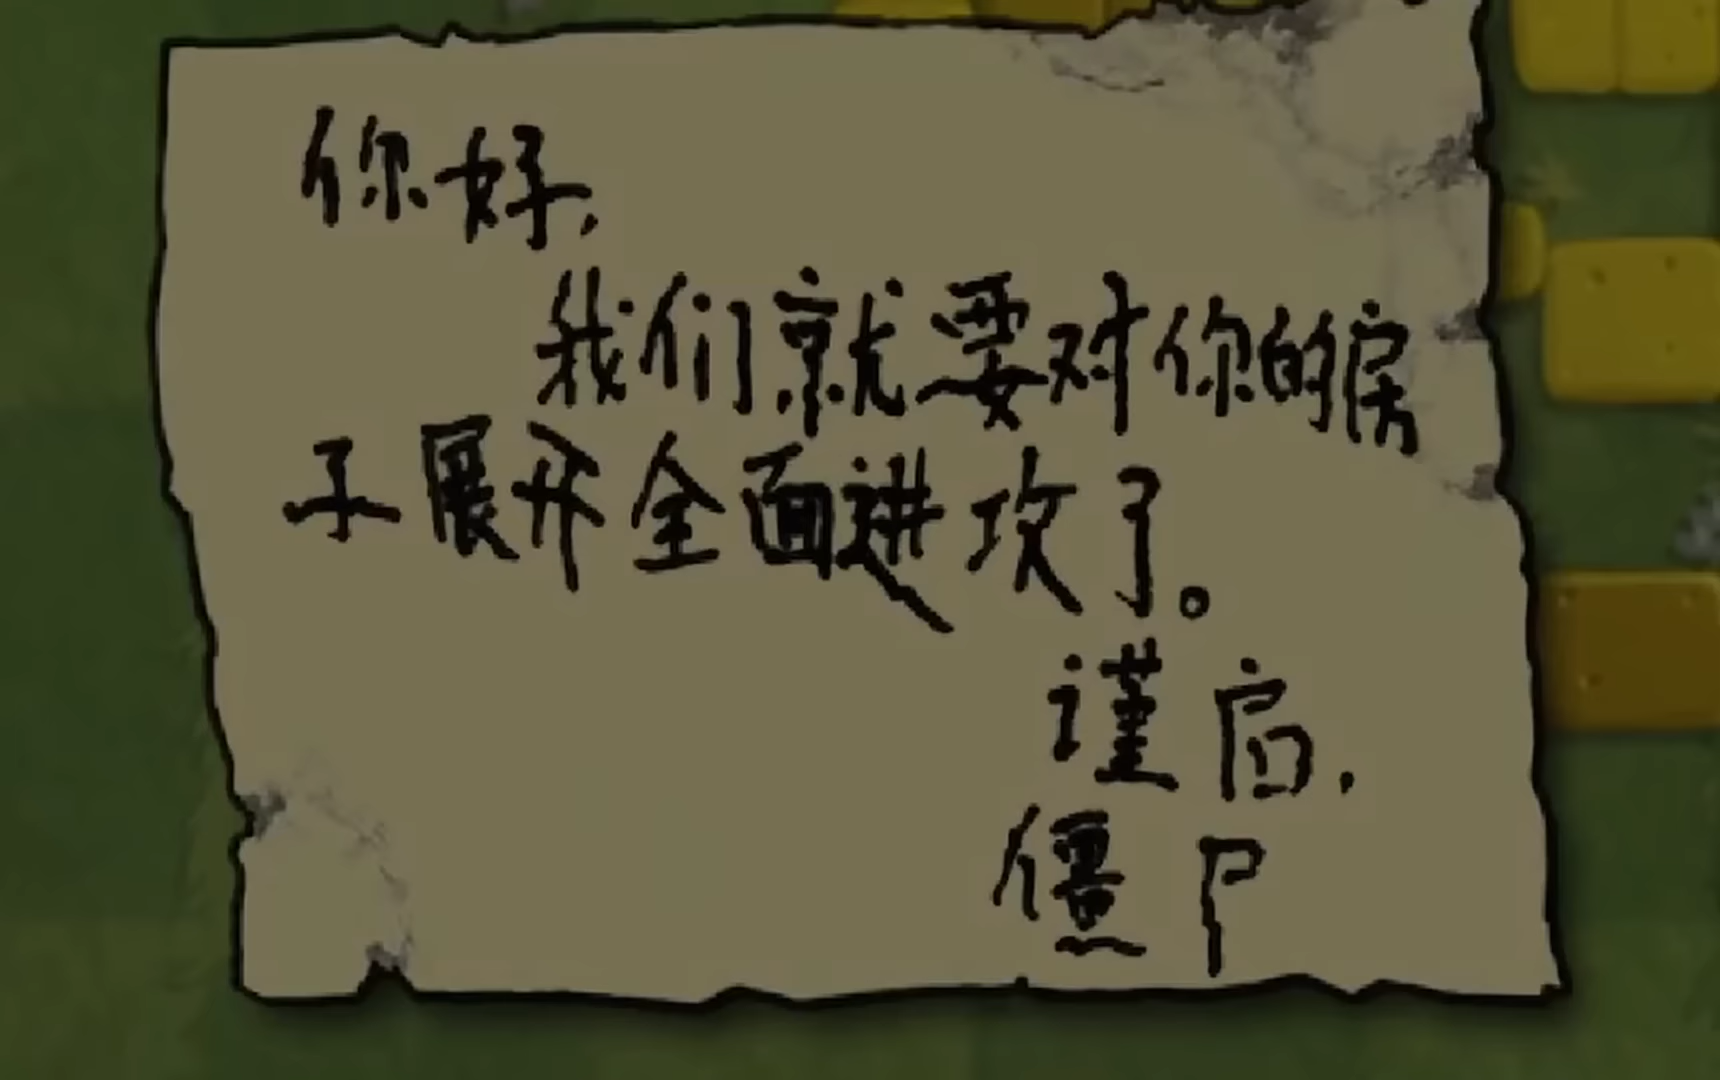 你好,
我们就要对你的房
子展开全面进攻了。
谨启,
僵尸